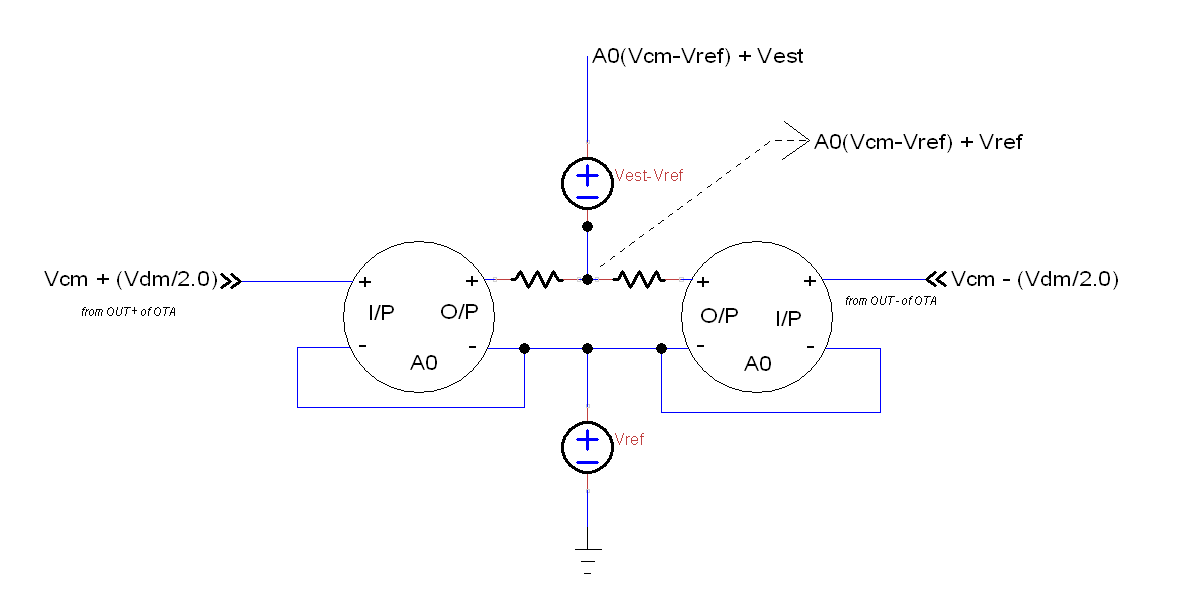 A0(Vcm-Vref) + Vest
A0(Vcm-Vref) + Vref
+
−
Vest-Vref
Vcm + (Vdm/2.0)
from OUT+ of OTA
+ +
I/P O/P
- -
A0
+ +
O/P I/P
- -
A0
Vcm - (Vdm/2.0)
from OUT- of OTA
+
−
Vref